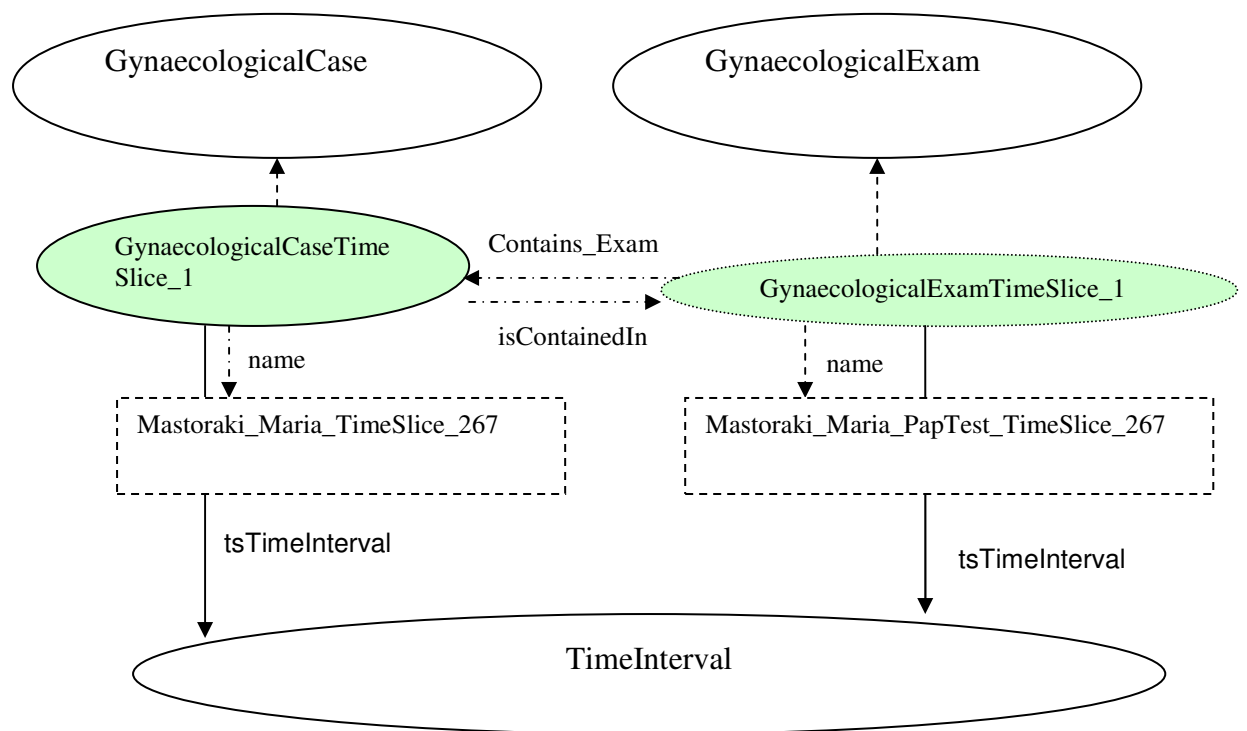 GynaecologicalCase
GynaecologicalExam
GynaecologicalCaseTime
Slice_1
Contains_Exam
GynaecologicalExamTimeSlice_1
isContainedIn
name
name
Mastoraki_Maria_TimeSlice_267
Mastoraki_Maria_PapTest_TimeSlice_267
tsTimeInterval
tsTimeInterval
TimeInterval